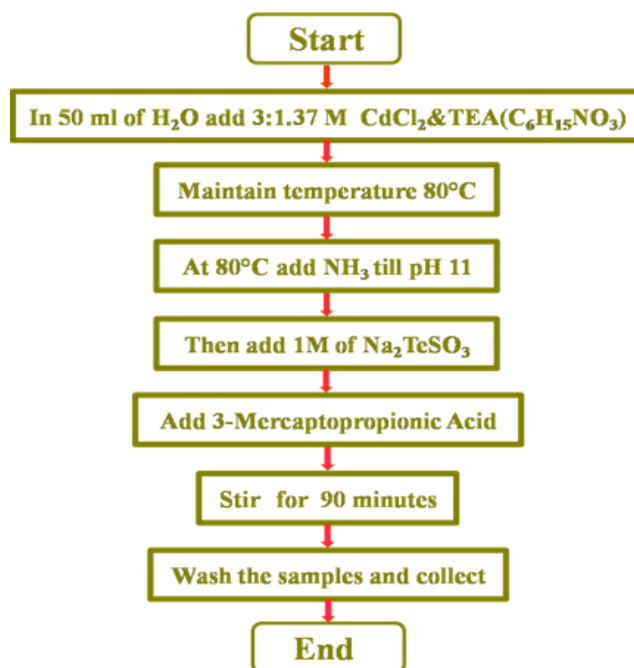 Start
In 50 ml of H₂O add 3:1.37 M CdCl₂&TEA(C₆H₁₅NO₃)
Maintain temperature 80°C
At 80°C add NH₃ till pH 11
Then add 1M of Na₂TeSO₃
Add 3-Mercaptopropionic Acid
Stir for 90 minutes
Wash the samples and collect
End